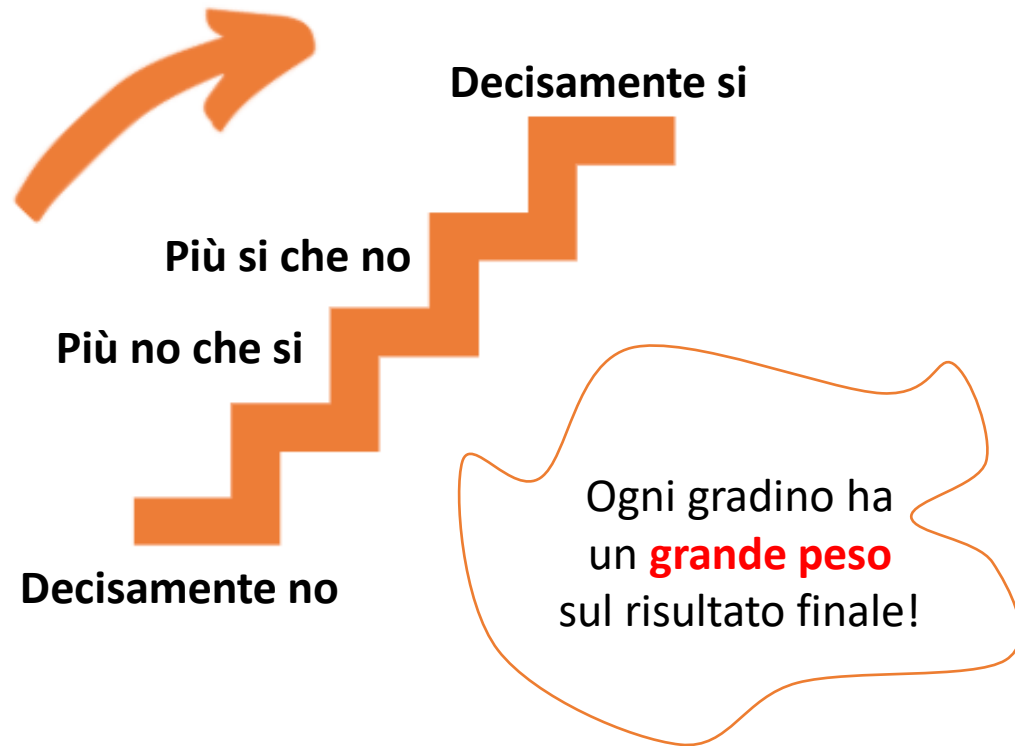 Decisamente si
Più si che no
Più no che si
Decisamente no
Ogni gradino ha
un grande peso
sul risultato finale!